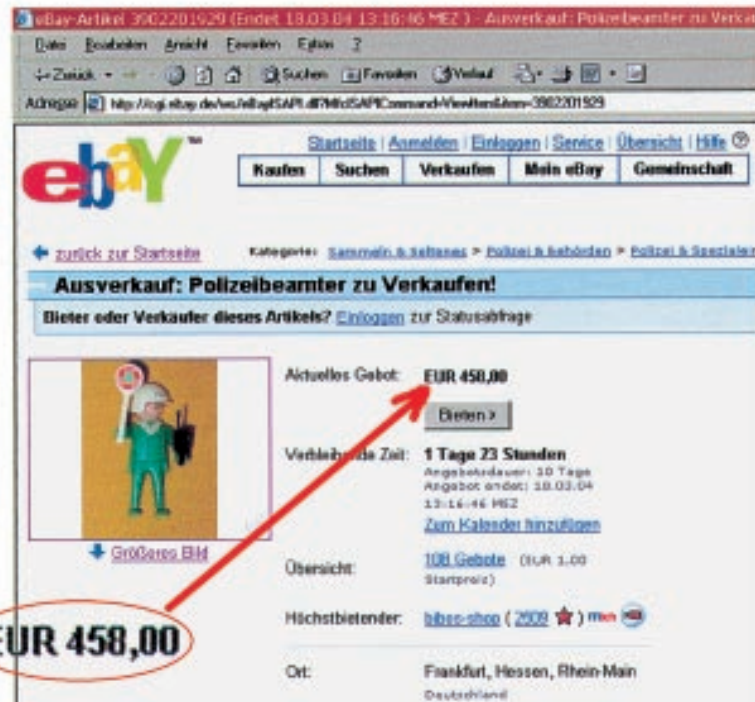 eBay-Artikel 3902201929 (Endet 18.03.04 13:16:46 MEZ ) - Ausverkauf: Polizeibeamter zu
Datei Bearbeiten Ansicht Favoriten Extras ?
Zurück Suchen Favoriten Verlauf
Adresse
ebay™
Startseite | Anmelden | Einloggen | Service | Übersicht | Hilfe
Kaufen Suchen Verkaufen Mein eBay Gemeinschaft
zurück zur Startseite Kategorie: Sammeln & Seltenes > Polizei & Behörden >
Ausverkauf: Polizeibeamter zu Verkaufen!
Bieter oder Verkäufer dieses Artikels? Einloggen zur Statusabfrage
Aktuelles Gebot: EUR 458,00
Bieten >
Verbleibende Zeit: 1 Tage 23 Stunden
Angebotsdauer: 10 Tage
Angebot endet: 18.03.04
13:16:46 MEZ
Zum Kalender hinzufügen
Größeres Bild
Übersicht: 108 Gebote (EUR 1.00
Startpreis)
Höchstbietender: bibos-shop ( 2609 )
EUR 458,00
Ort: Frankfurt, Hessen, Rhein-Main
Deutschland